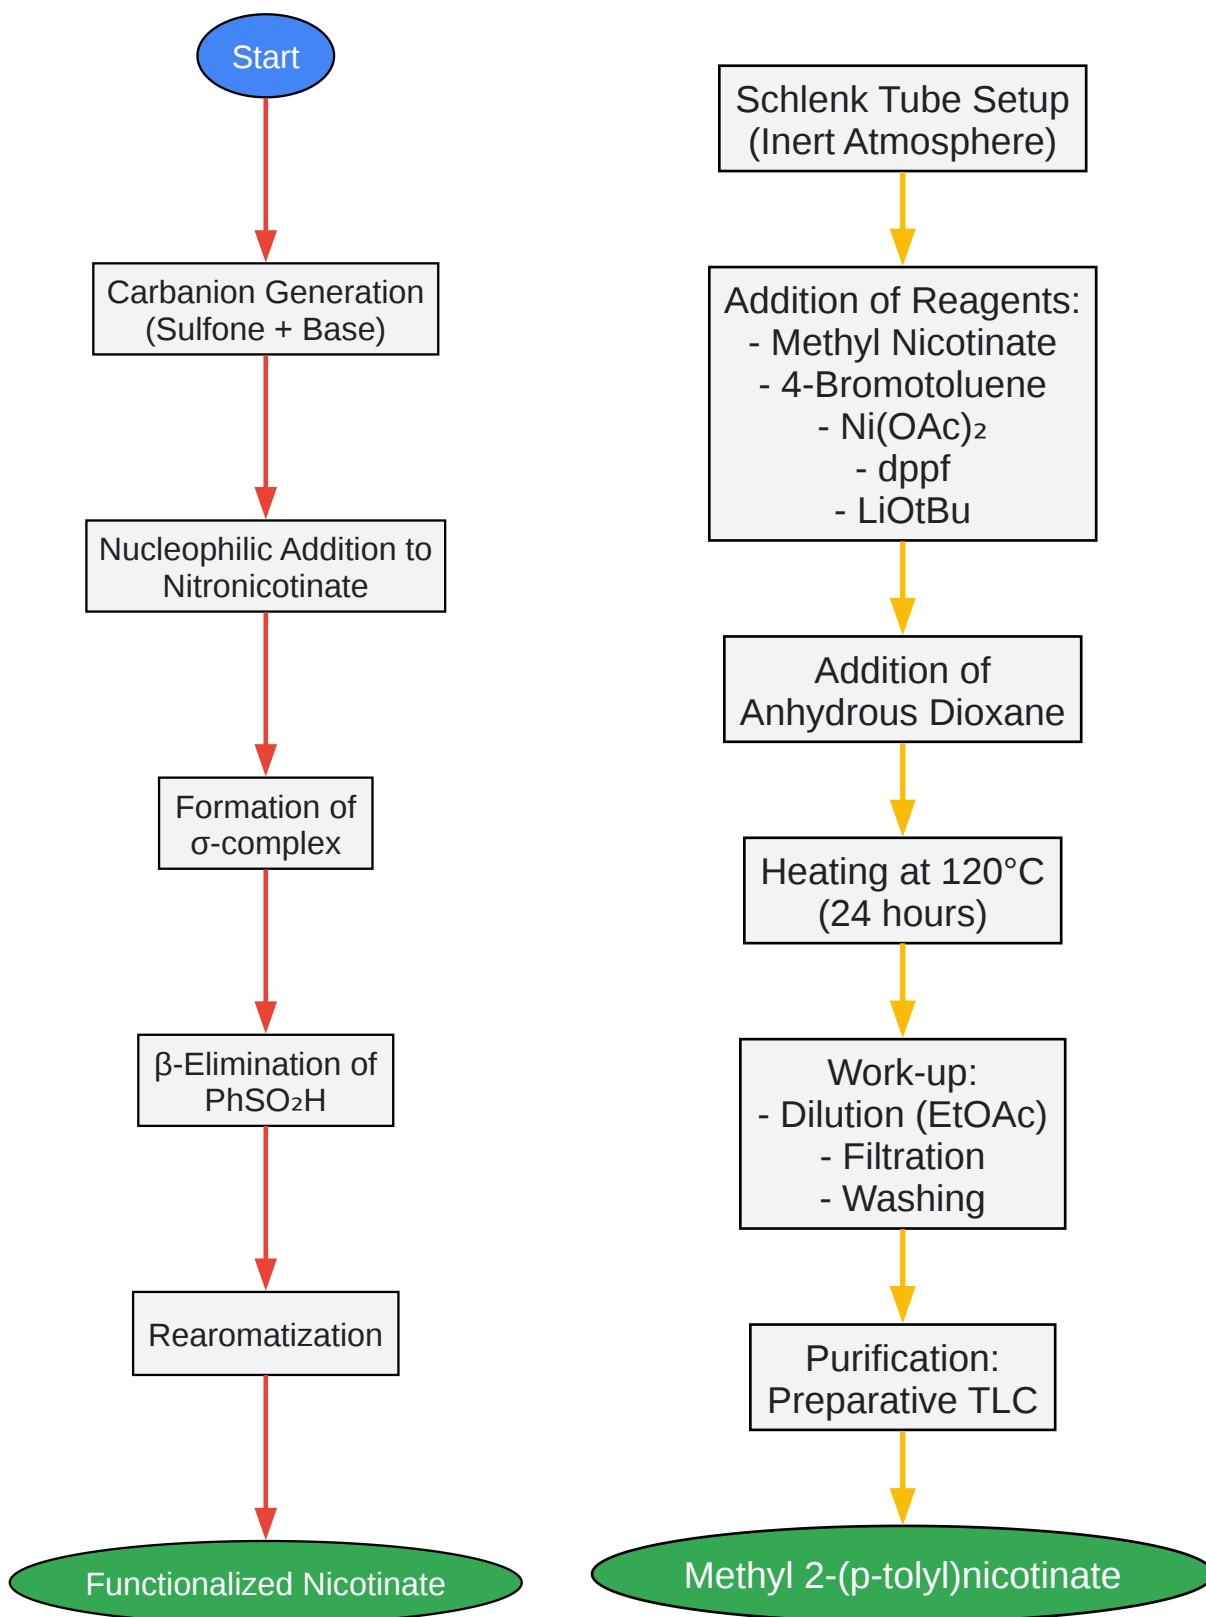 Start
Carbanion Generation
(Sulfone + Base)
Nucleophilic Addition to
Nitronicotinate
Formation of
σ-complex
β-Elimination of
PhSO₂H
Rearomatization
Functionalized Nicotinate
Schlenk Tube Setup
(Inert Atmosphere)
Addition of Reagents:
- Methyl Nicotinate
- 4-Bromotoluene
- Ni(OAc)₂
- dppf
- LiOtBu
Addition of
Anhydrous Dioxane
Heating at 120°C
(24 hours)
Work-up:
- Dilution (EtOAc)
- Filtration
- Washing
Purification:
Preparative TLC
Methyl 2-(p-tolyl)nicotinate